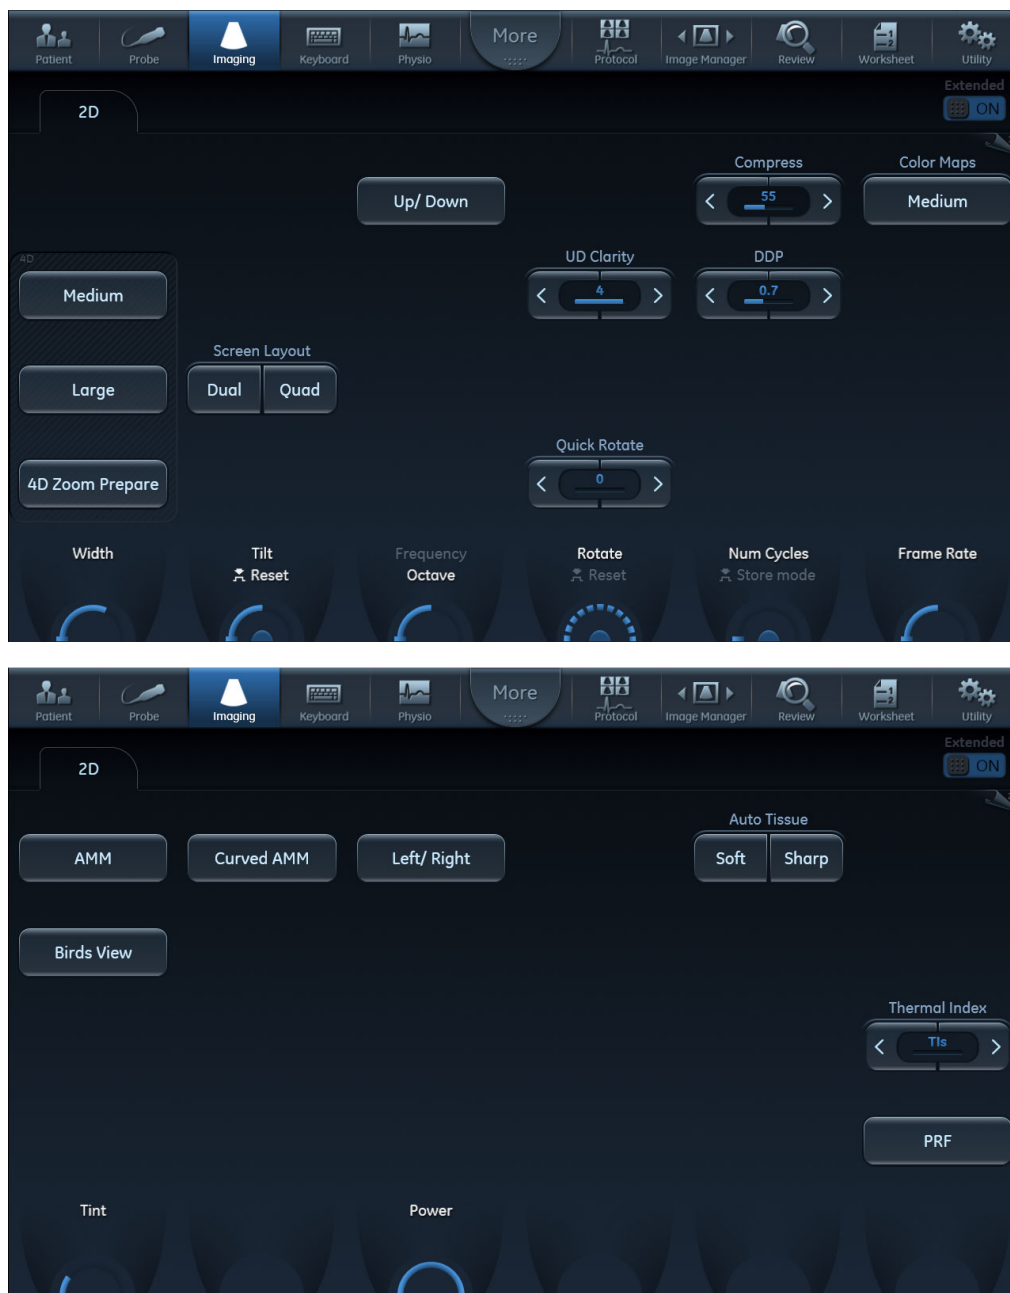 Patient Probe Imaging Keyboard Physio More Protocol Image Manager Review Worksheet Utility
Extended
ON
2D
Compress Color Maps
Up/ Down 55 Medium
4D
UD Clarity DDP
Medium 4 0.7
Screen Layout
Large Dual Quad
Quick Rotate
4D Zoom Prepare 0
Width Tilt Frequency Rotate Num Cycles Frame Rate
Reset Octave Reset Store mode
Patient Probe Imaging Keyboard Physio More Protocol Image Manager Review Worksheet Utility
Extended
ON
2D
Auto Tissue
AMM Curved AMM Left/ Right Soft Sharp
Birds View
Thermal Index
TIs
PRF
Tint Power